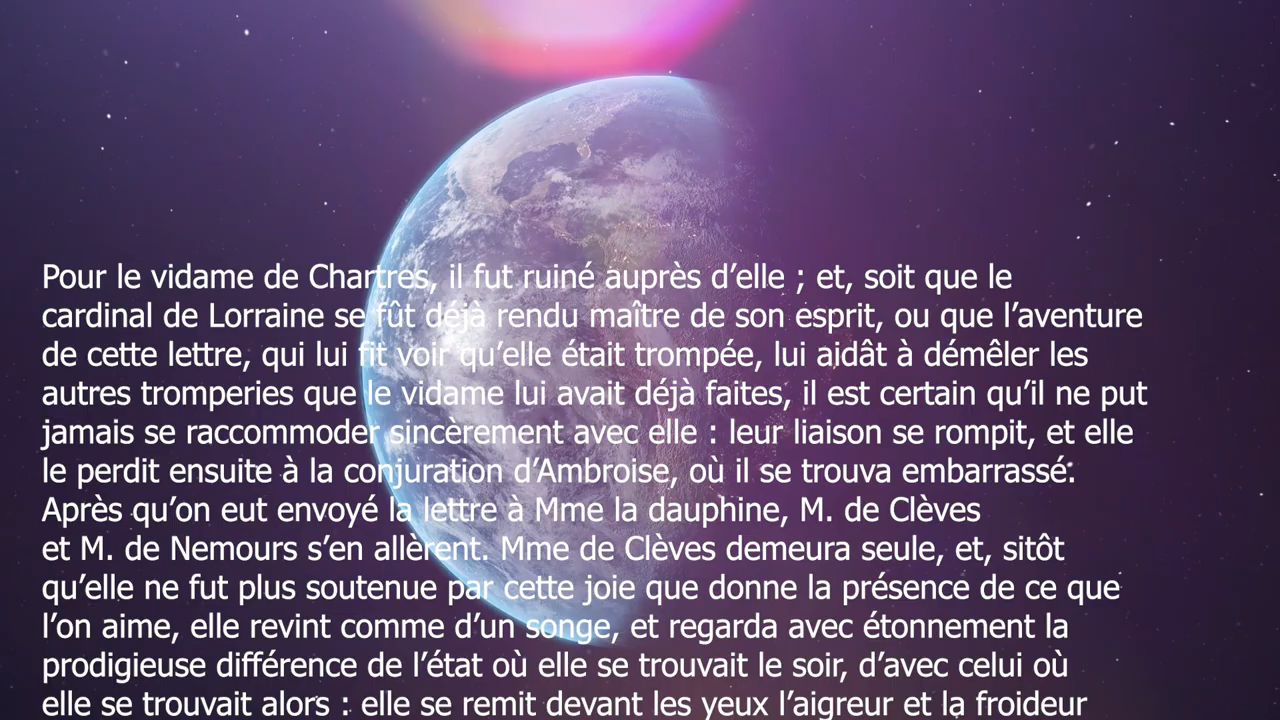 Pour le vidame de Chartres, il fut ruiné auprès d’elle ; et, soit que le
cardinal de Lorraine se fût déjà rendu maître de son esprit, ou que l’aventure
de cette lettre, qui lui fit voir qu’elle était trompée, lui aidât à démêler les
autres tromperies que le vidame lui avait déjà faites, il est certain qu’il ne put
jamais se raccommoder sincèrement avec elle : leur liaison se rompit, et elle
le perdit ensuite à la conjuration d’Ambroise, où il se trouva embarrassé.
Après qu’on eut envoyé la lettre à Mme la dauphine, M. de Clèves
et M. de Nemours s’en allèrent. Mme de Clèves demeura seule, et, sitôt
qu’elle ne fut plus soutenue par cette joie que donne la présence de ce que
l’on aime, elle revint comme d’un songe, et regarda avec étonnement la
prodigieuse différence de l’état où elle se trouvait le soir, d’avec celui où
elle se trouvait alors : elle se remit devant les yeux l’aigreur et la froideur